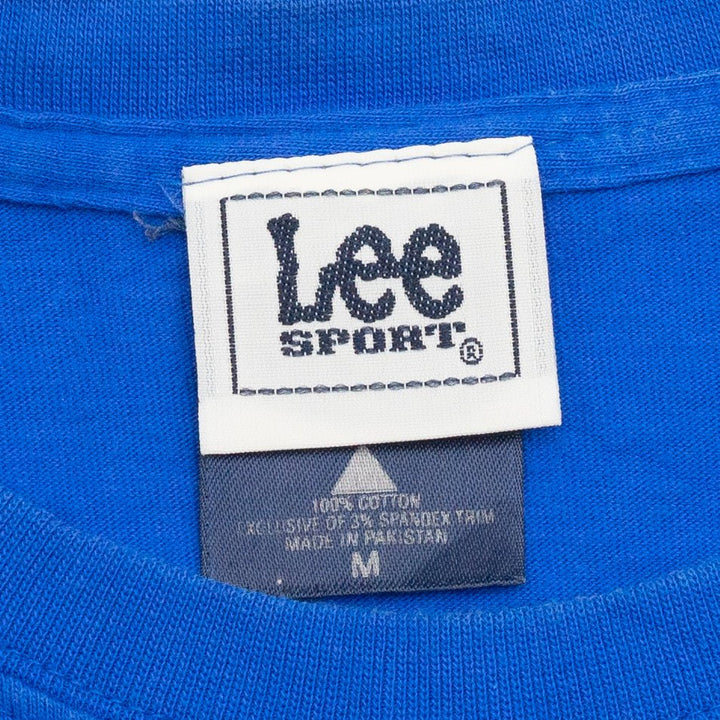 Lee
SPORT®
100% COTTON
EXCLUSIVE OF 3% SPANDEX TRIM
MADE IN PAKISTAN
M